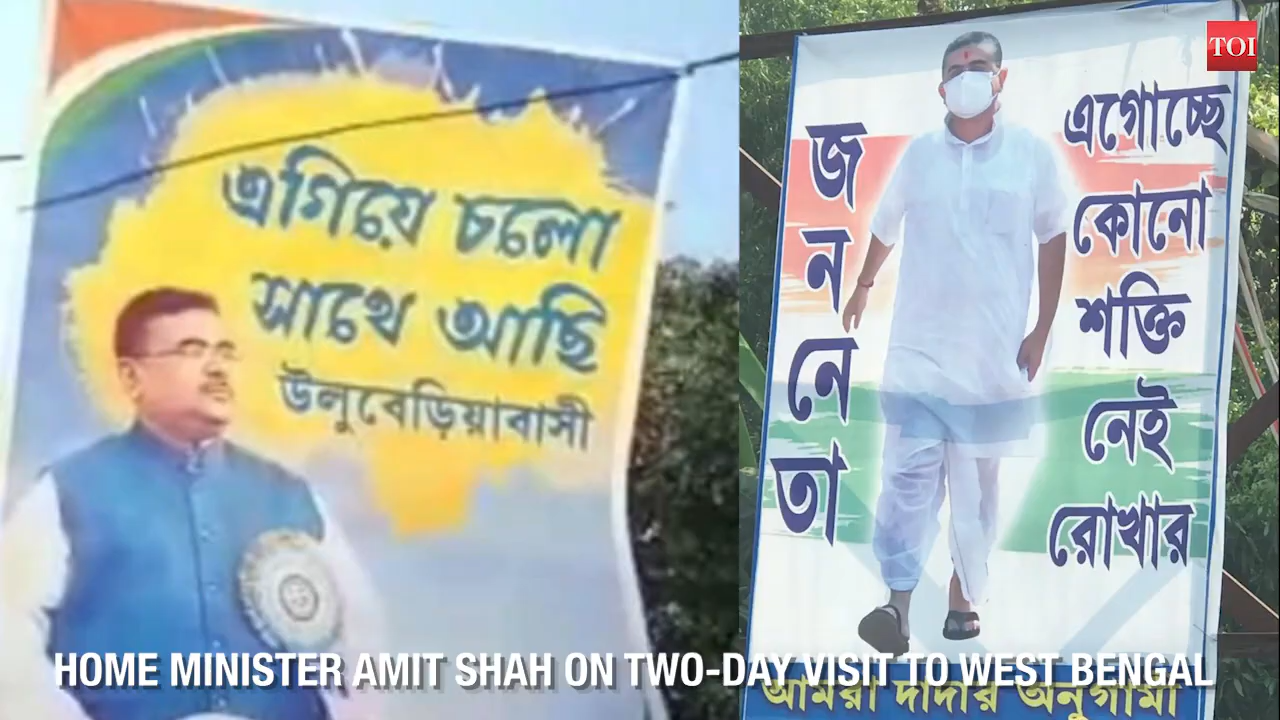 এগিয়ে চলো
সাথে আছি
উলুবেড়িয়াবাসী
জননেতা
এগোচ্ছে
কোনো
শক্তি
নেই
রোখার
আমরা দাদার অনুগামী
TOI
HOME MINISTER AMIT SHAH ON TWO-DAY VISIT TO WEST BENGAL